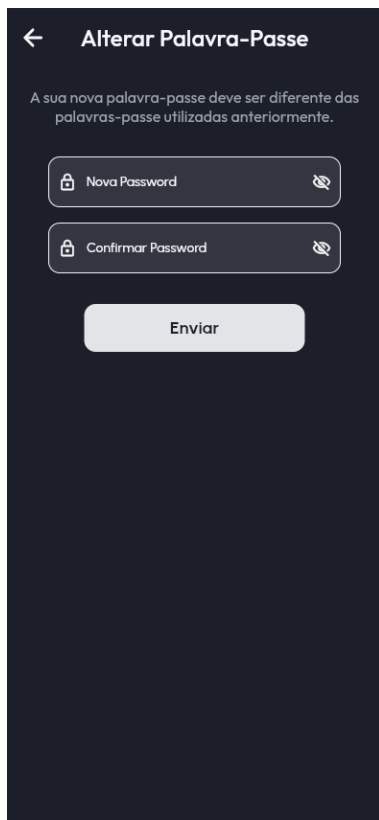 Alterar Palavra-Passe
A sua nova palavra-passe deve ser diferente das
palavras-passe utilizadas anteriormente.
Nova Password
Confirmar Password
Enviar